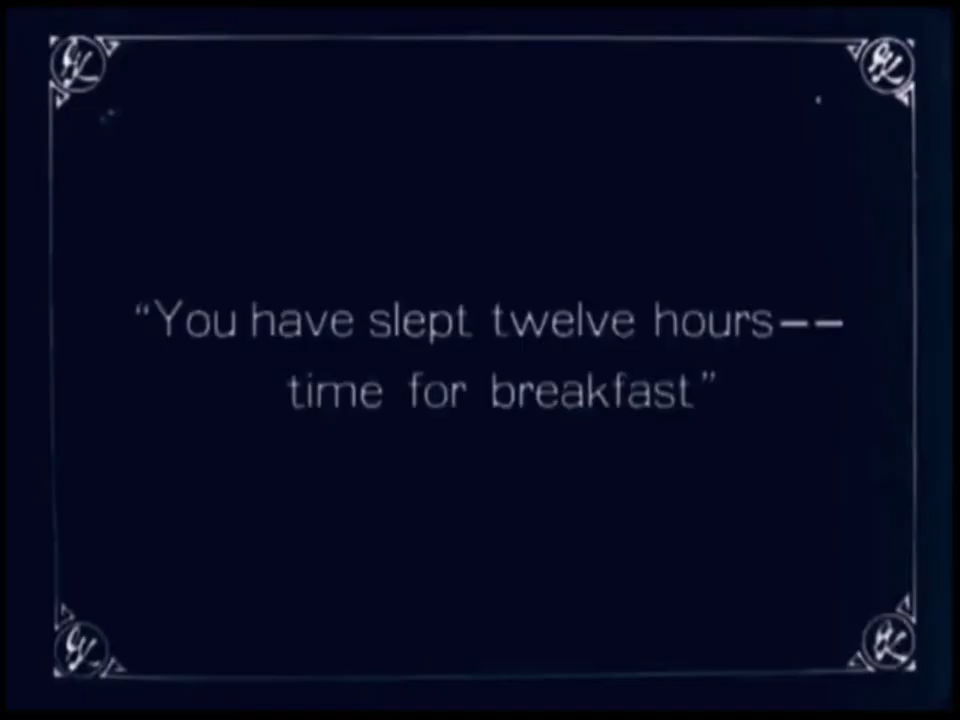 “You have slept twelve hours--
time for breakfast”